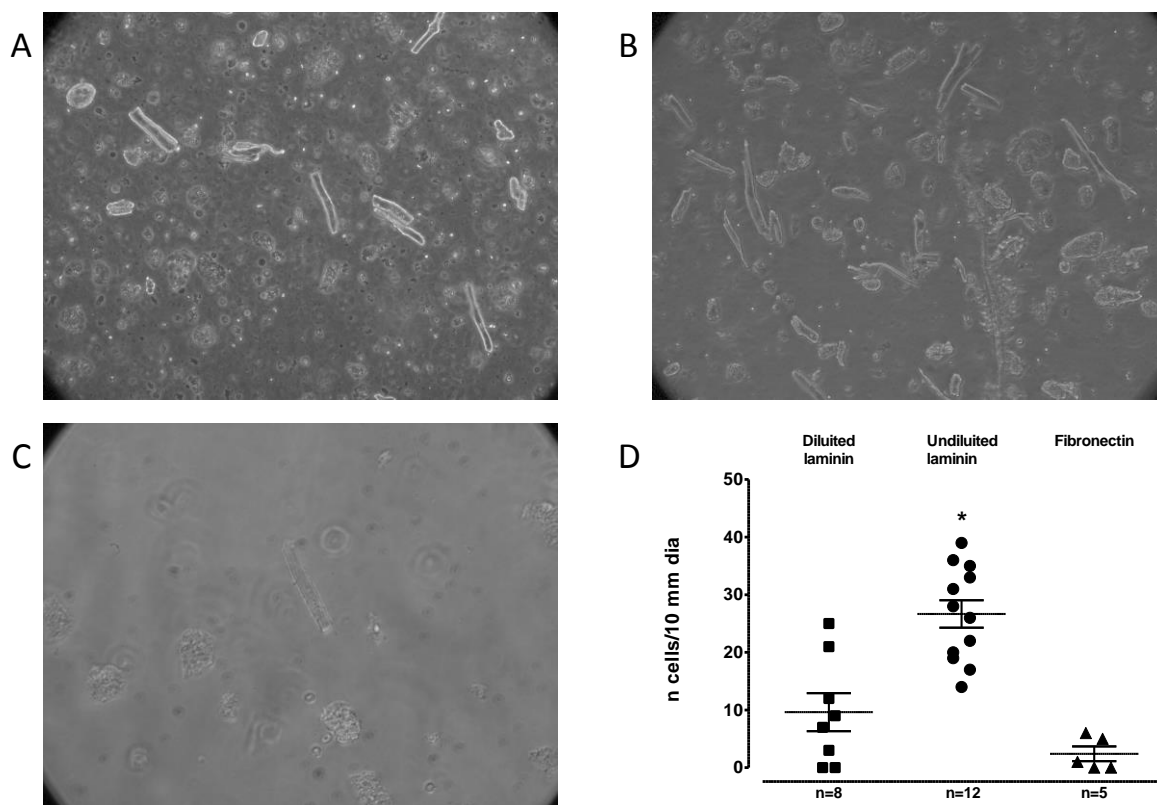 A
B
C
D
Diluited laminin
Undiluited laminin
Fibronectin
*
n cells/10 mm dia
50
40
30
20
10
0
n=8
n=12
n=5